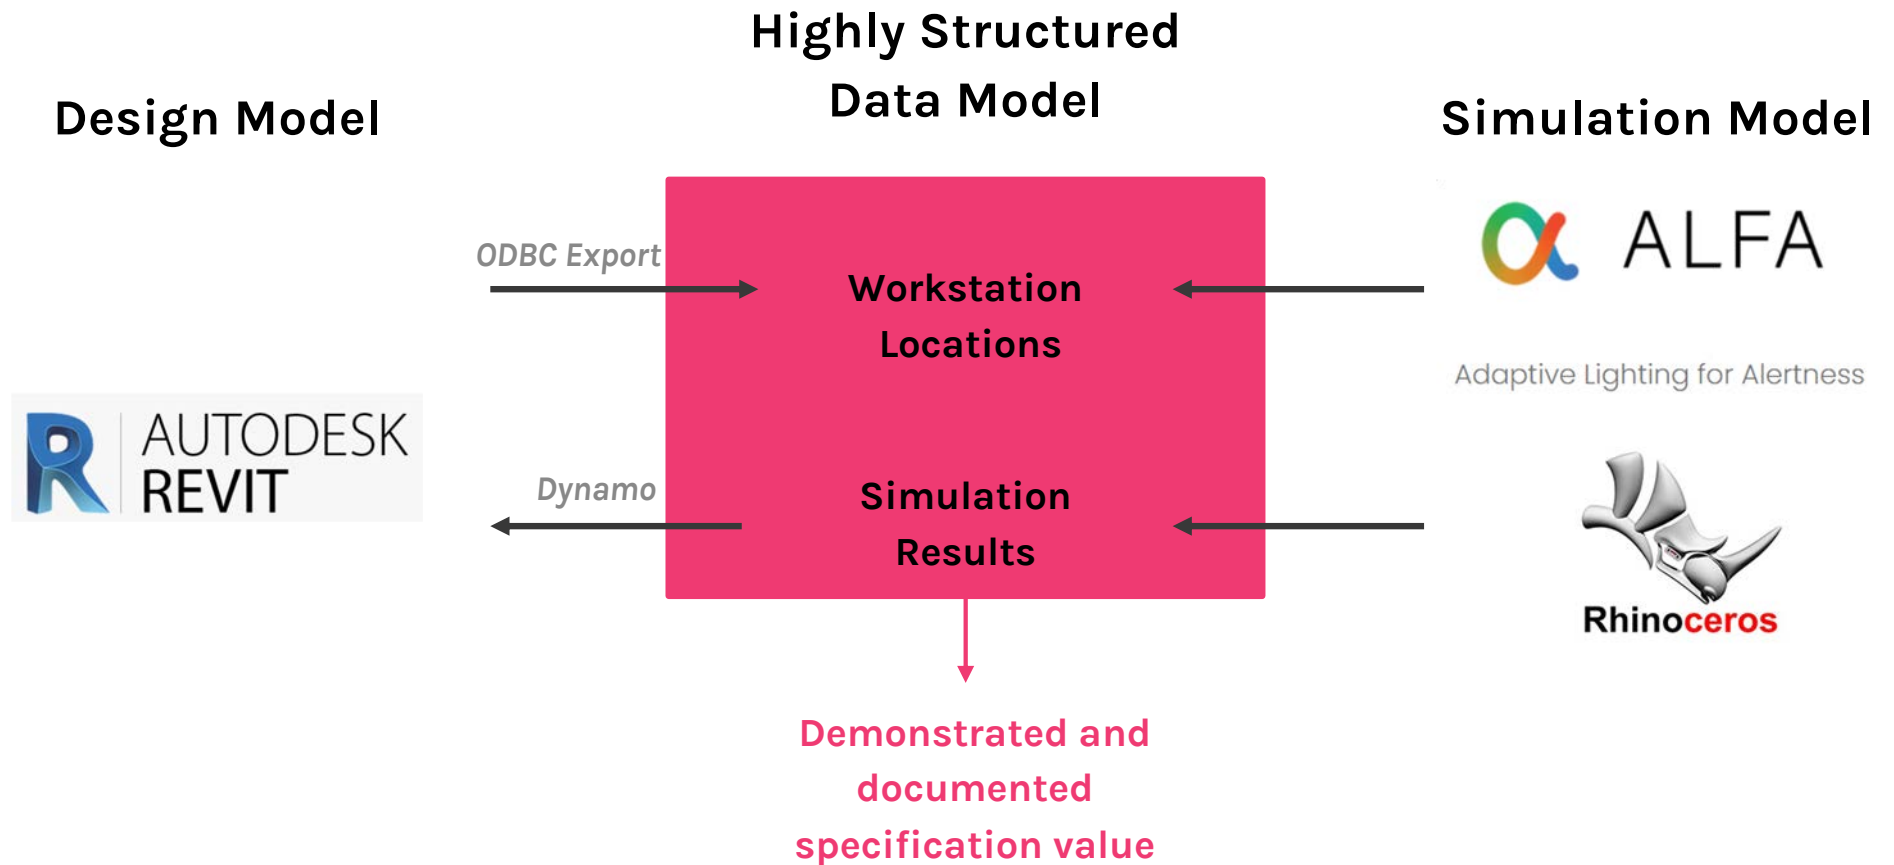 Highly Structured
Data Model
Design Model
Simulation Model
ODBC Export
Workstation
Locations
ALFA
Adaptive Lighting for Alertness
AUTODESK
REVIT
Dynamo
Simulation
Results
Rhinoceros
Demonstrated and
documented
specification value